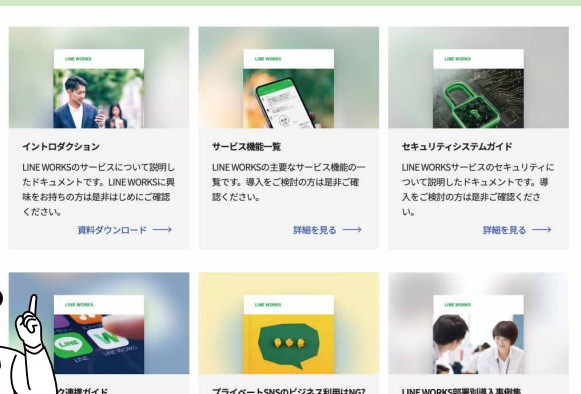 LINE WORKS
LINE WORKS
LINE WORKS
イントロダクション
LINE WORKSのサービスについて説明し
たドキュメントです。LINE WORKSに興
味をお持ちの方は是非はじめにご確認
ください。
資料ダウンロード
サービス機能一覧
LINE WORKSの主要なサービス機能の一
覧です。導入をご検討の方は是非ご確
認ください。
詳細を見る
セキュリティシステムガイド
LINE WORKSサービスのセキュリティに
ついて説明したドキュメントです。導
入をご検討の方は是非ご確認くださ
い。
詳細を見る
LINE WORKS
LINE WORKS
LINE WORKS
LINE
LINE
LINE WORKS
ク連携ガイド
プライベートSNSのビジネス利用はNG?
LINE WORKS部署別導入事例集